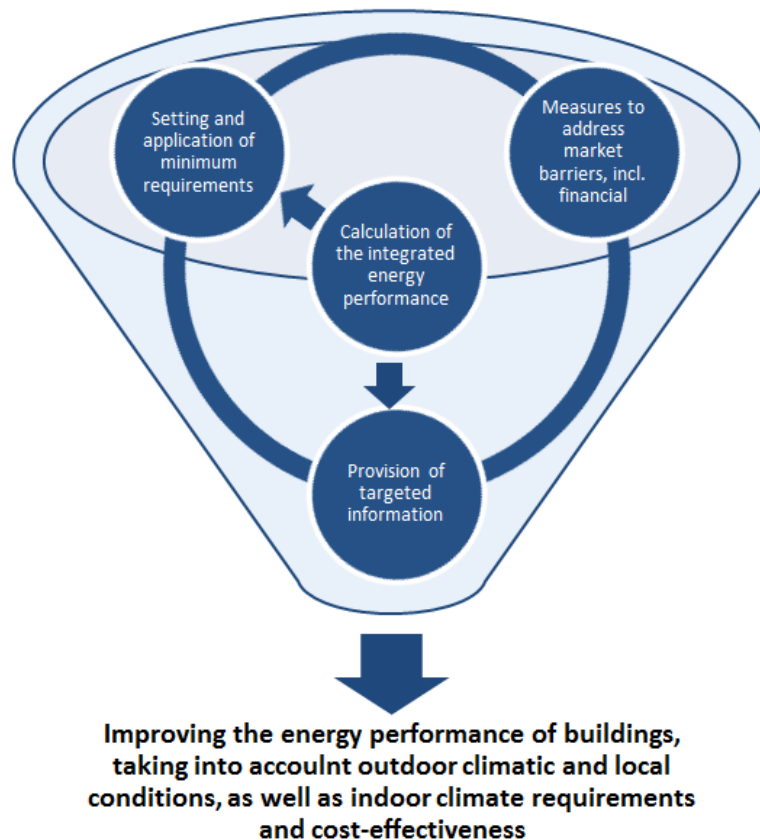 Setting and
application of
minimum
requirements
Measures to
address
market
barriers, incl.
financial
Calculation of
the integrated
energy
performance
Provision of
targeted
information
Improving the energy performance of buildings,
taking into accoulnt outdoor climatic and local
conditions, as well as indoor climate requirements
and cost-effectiveness